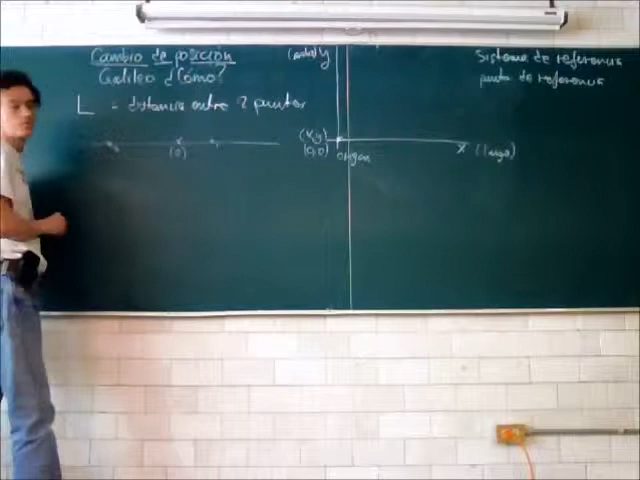 Cambio de posición
Galileo ¿Cómo?
L = distancia entre 2 puntos
(0)
Y
(x,y)
(0,0)
origen
X (largo)
Sistema de referencia
punto de referencia